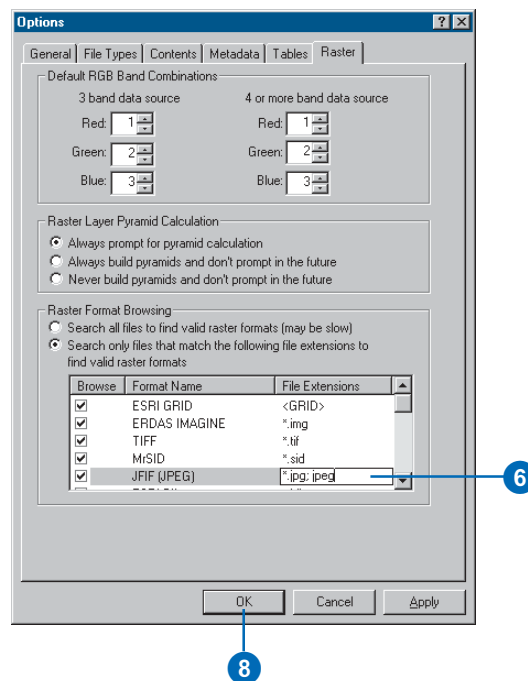 Options
General File Types Contents Metadata Tables Raster
Default RGB Band Combinations
3 band data source 4 or more band data source
Red: 1 Red: 1
Green: 2 Green: 2
Blue: 3 Blue: 3
Raster Layer Pyramid Calculation
Always prompt for pyramid calculation
Always build pyramids and don't prompt in the future
Never build pyramids and don't prompt in the future
Raster Format Browsing
Search all files to find valid raster formats (may be slow)
Search only files that match the following file extensions to
find valid raster formats
Browse Format Name File Extensions
ESRI GRID <GRID>
ERDAS IMAGINE *.img
TIFF *.tif
MrSID *.sid
JFIF (JPEG) *.jpg; jpeg
6
OK Cancel Apply
8